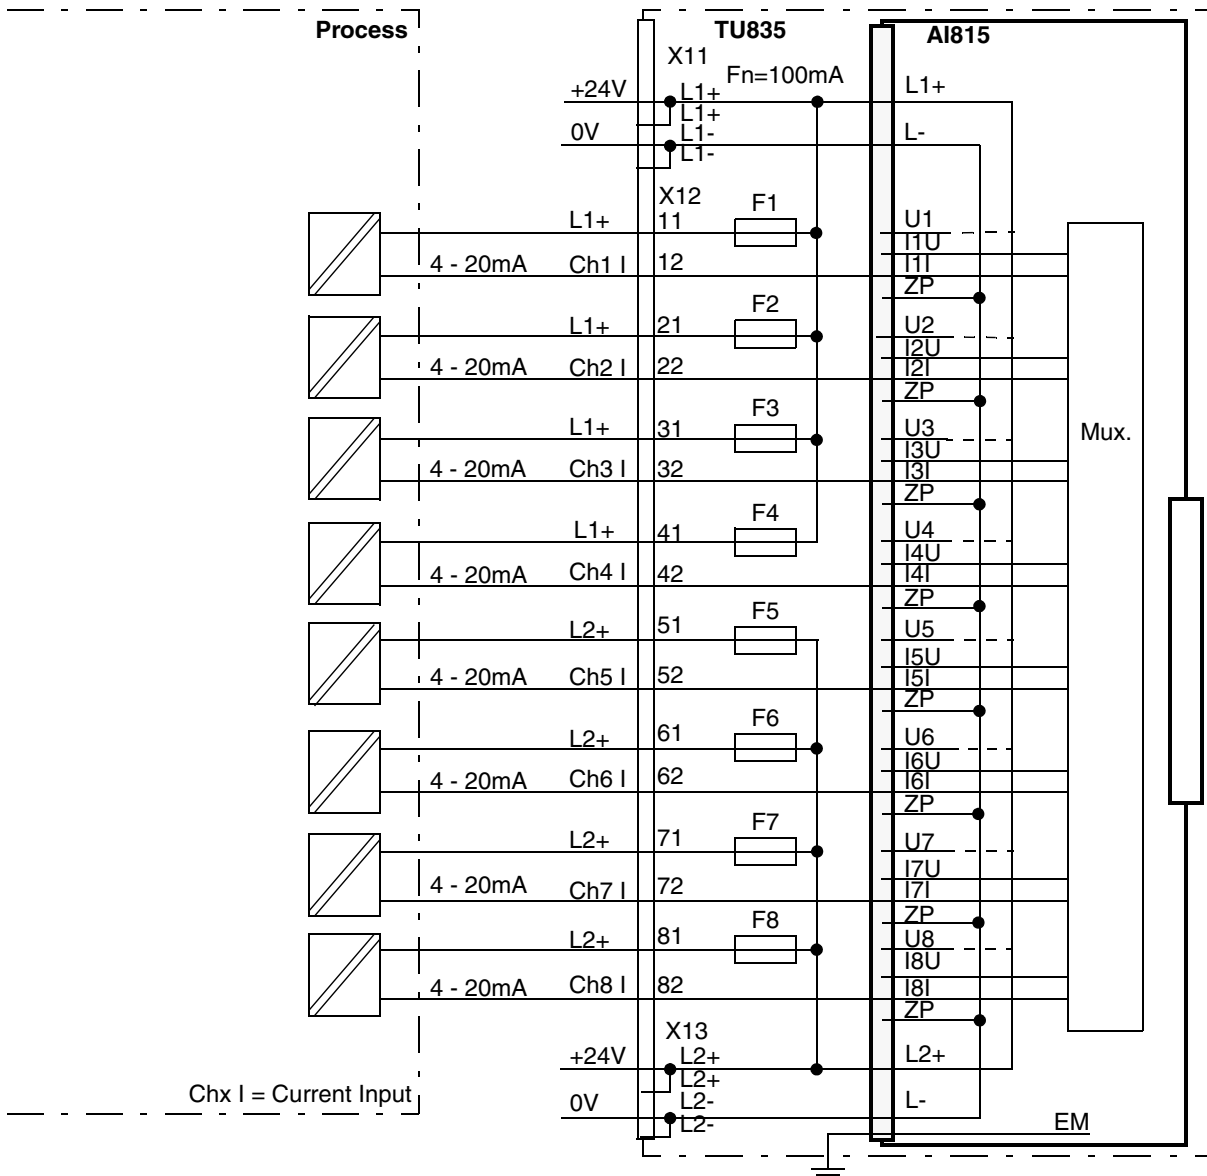 Process
TU835
AI815
X11
Fn=100mA
+24V
L1+
L1+
L1+
0V
L1-
L1-
L-
X12
F1
L1+
11
U1
I1U
4 - 20mA
Ch1 I
12
I1I
ZP
F2
L1+
21
U2
I2U
4 - 20mA
Ch2 I
22
I2I
ZP
F3
L1+
31
U3
Mux.
I3U
4 - 20mA
Ch3 I
32
I3I
ZP
F4
L1+
41
U4
I4U
4 - 20mA
Ch4 I
42
I4I
ZP
F5
L2+
51
U5
I5U
4 - 20mA
Ch5 I
52
I5I
ZP
F6
L2+
61
U6
I6U
4 - 20mA
Ch6 I
62
I6I
ZP
F7
L2+
71
U7
I7U
4 - 20mA
Ch7 I
72
I7I
ZP
F8
L2+
81
U8
I8U
4 - 20mA
Ch8 I
82
I8I
ZP
X13
+24V
L2+
L2+
L2+
Chx I = Current Input
0V
L2-
L2-
L-
EM